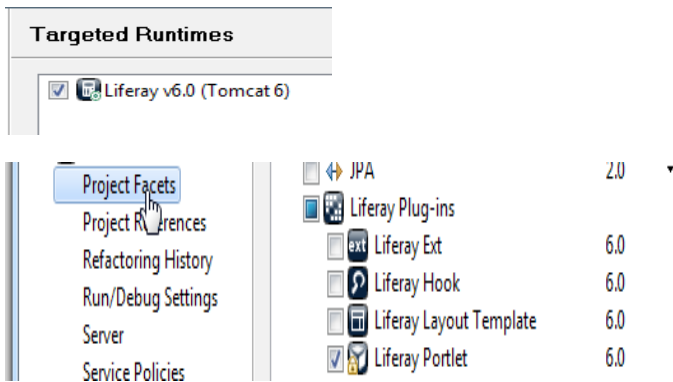 Targeted Runtimes
Liferay v6.0 (Tomcat 6)
Project Facets
Project References
Refactoring History
Run/Debug Settings
Server
Service Policies
JPA 2.0
Liferay Plug-ins
ext Liferay Ext 6.0
Liferay Hook 6.0
Liferay Layout Template 6.0
Liferay Portlet 6.0